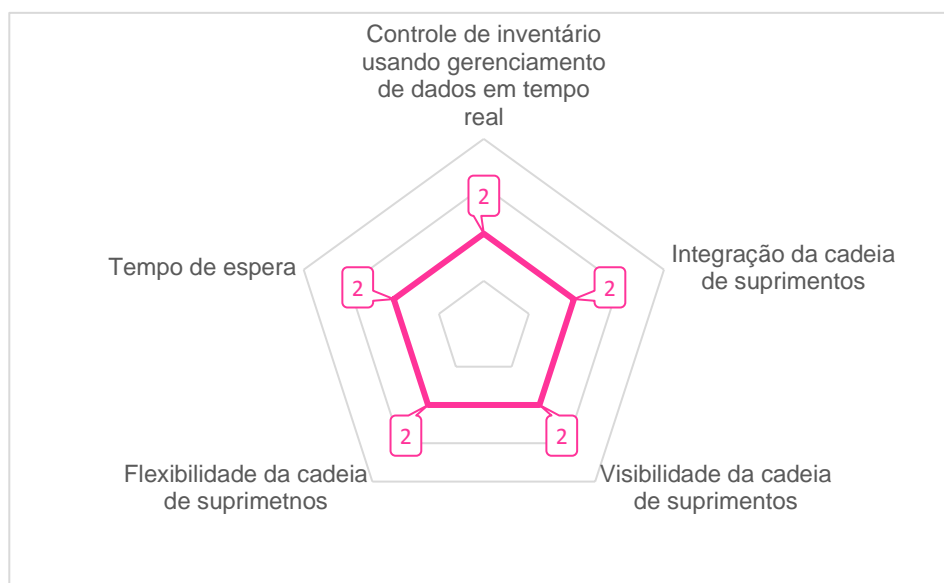 Controle de inventário
usando gerenciamento
de dados em tempo
real
2
Tempo de espera
2
2
Integração da cadeia
de suprimentos
2
2
Flexibilidade da cadeia
de suprimetnos
Visibilidade da cadeia
de suprimentos